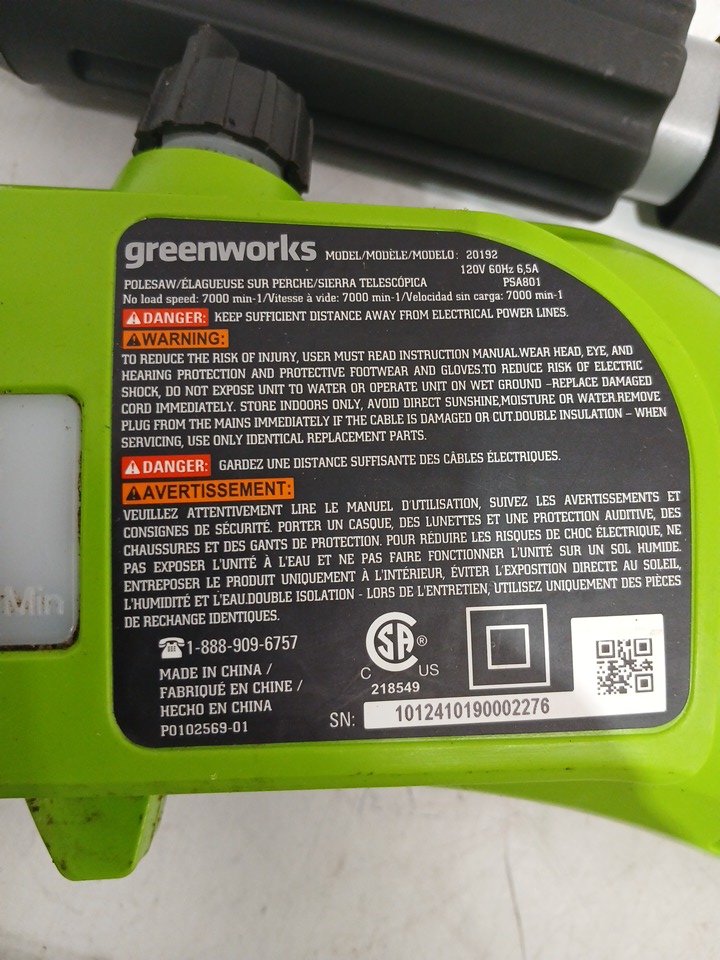 greenworks MODEL/MODÈLE/MODELO: 20192
120V 60Hz 6,5A
POLESAW/ÉLAGUEUSE SUR PERCHE/SIERRA TELESCÓPICA PSA801
No load speed: 7000 min-1/Vitesse à vide: 7000 min-1/Velocidad sin carga: 7000 min-1
DANGER: KEEP SUFFICIENT DISTANCE AWAY FROM ELECTRICAL POWER LINES.
WARNING:
TO REDUCE THE RISK OF INJURY, USER MUST READ INSTRUCTION MANUAL.WEAR HEAD, EYE, AND
HEARING PROTECTION AND PROTECTIVE FOOTWEAR AND GLOVES.TO REDUCE RISK OF ELECTRIC
SHOCK, DO NOT EXPOSE UNIT TO WATER OR OPERATE UNIT ON WET GROUND –REPLACE DAMAGED
CORD IMMEDIATELY. STORE INDOORS ONLY, AVOID DIRECT SUNSHINE,MOISTURE OR WATER.REMOVE
PLUG FROM THE MAINS IMMEDIATELY IF THE CABLE IS DAMAGED OR CUT.DOUBLE INSULATION – WHEN
SERVICING, USE ONLY IDENTICAL REPLACEMENT PARTS.
DANGER: GARDEZ UNE DISTANCE SUFFISANTE DES CÂBLES ÉLECTRIQUES.
AVERTISSEMENT:
VEUILLEZ ATTENTIVEMENT LIRE LE MANUEL D'UTILISATION, SUIVEZ LES AVERTISSEMENTS ET
CONSIGNES DE SÉCURITÉ. PORTER UN CASQUE, DES LUNETTES ET UNE PROTECTION AUDITIVE, DES
CHAUSSURES ET DES GANTS DE PROTECTION. POUR RÉDUIRE LES RISQUES DE CHOC ÉLECTRIQUE, NE
PAS EXPOSER L'UNITÉ À L'EAU ET NE PAS FAIRE FONCTIONNER L'UNITÉ SUR UN SOL HUMIDE.
ENTREPOSER LE PRODUIT UNIQUEMENT À L'INTÉRIEUR, ÉVITER L'EXPOSITION DIRECTE AU SOLEIL,
L'HUMIDITÉ ET L'EAU.DOUBLE ISOLATION - LORS DE L'ENTRETIEN, UTILISEZ UNIQUEMENT DES PIÈCES
DE RECHANGE IDENTIQUES.
1-888-909-6757
MADE IN CHINA /
FABRIQUÉ EN CHINE /
HECHO EN CHINA
P0102569-01
CSA ®
C US
218549
SN: 1012410190002276
Min